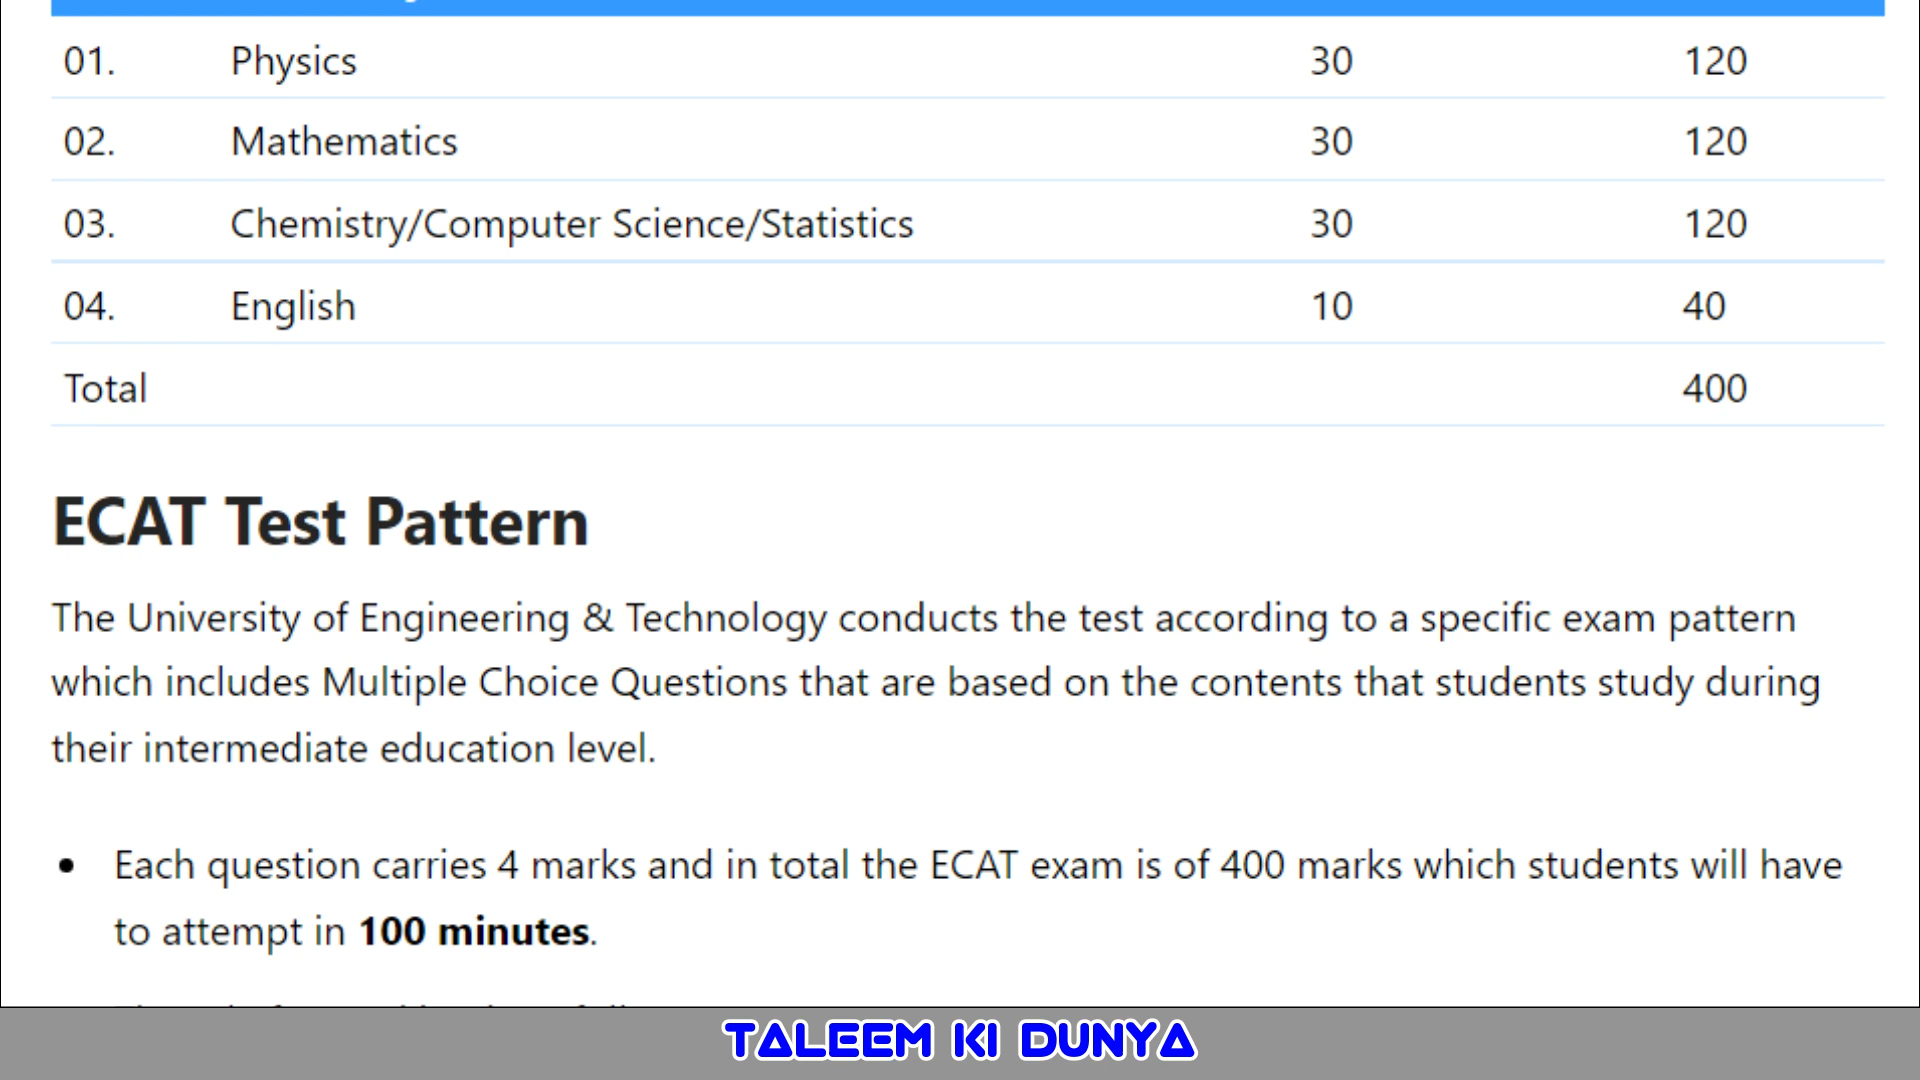 01. Physics 30 120
02. Mathematics 30 120
03. Chemistry/Computer Science/Statistics 30 120
04. English 10 40
Total 400
ECAT Test Pattern
The University of Engineering & Technology conducts the test according to a specific exam pattern
which includes Multiple Choice Questions that are based on the contents that students study during
their intermediate education level.
• Each question carries 4 marks and in total the ECAT exam is of 400 marks which students will have
to attempt in 100 minutes.
TALEEM KI DUNYA